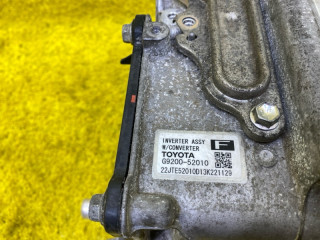 INVERTER ASSY
W/CONVERTER
F
TOYOTA
G9200-52010
22JTE52010D13K221129